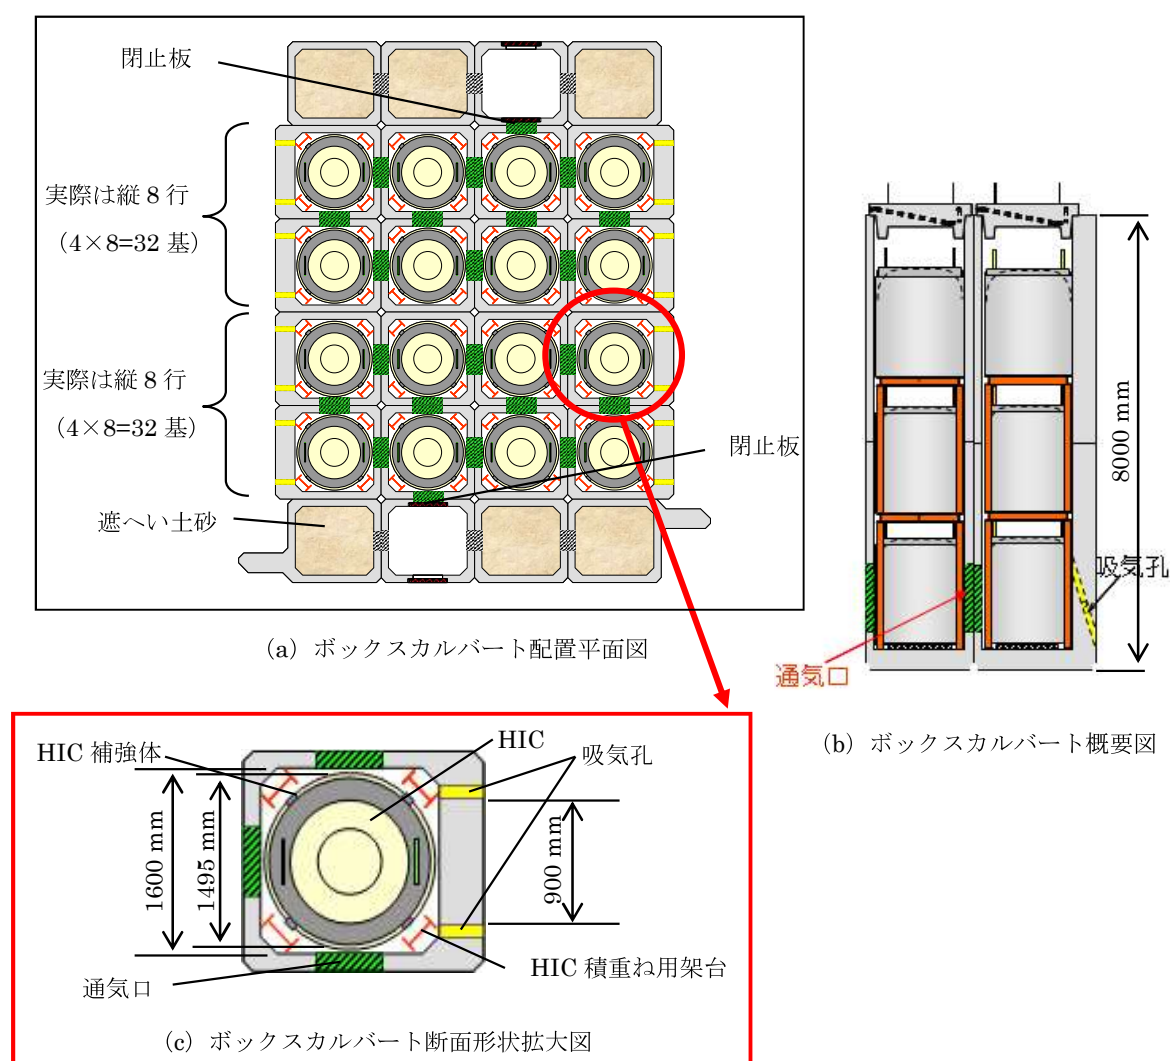 閉止板
実際は縦 8 行
（4×8=32 基）
実際は縦 8 行
（4×8=32 基）
閉止板
遮へい土砂
(a) ボックスカルバート配置平面図
8000 mm
吸気孔
通気口
(b) ボックスカルバート概要図
HIC 補強体
HIC
吸気孔
1600 mm
1495 mm
900 mm
HIC 積重ね用架台
通気口
(c) ボックスカルバート断面形状拡大図